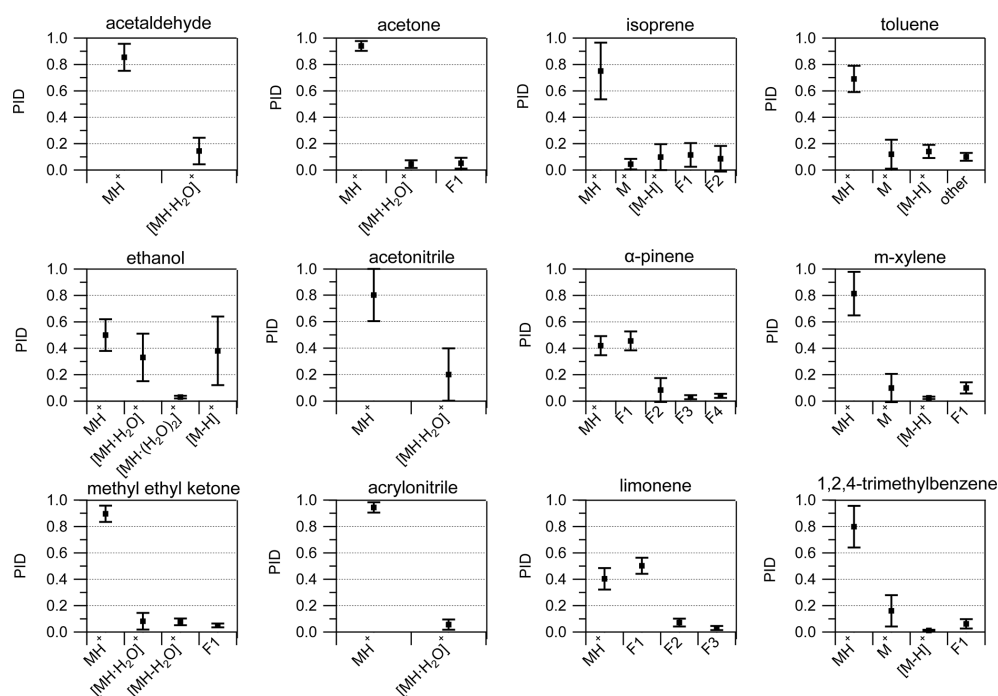 acetaldehyde
PID
1.0
0.8
0.6
0.4
0.2
0.0
MH⁺
[MH·H₂O]⁺
acetone
1.0
0.8
0.6
0.4
0.2
0.0
MH⁺
[MH·H₂O]⁺
F1
isoprene
PID
1.0
0.8
0.6
0.4
0.2
0.0
MH⁺
M⁺
[M-H]⁺
F1
F2
toluene
PID
1.0
0.8
0.6
0.4
0.2
0.0
MH⁺
M⁺
[M-H]⁺
other
ethanol
PID
1.0
0.8
0.6
0.4
0.2
0.0
MH⁺
[MH·H₂O]⁺
[MH·(H₂O)₂]⁺
[M-H]⁺
acetonitrile
PID
1.0
0.8
0.6
0.4
0.2
0.0
MH⁺
[MH·H₂O]⁺
α-pinene
PID
1.0
0.8
0.6
0.4
0.2
0.0
MH⁺
F1
F2
F3
F4
m-xylene
PID
1.0
0.8
0.6
0.4
0.2
0.0
MH⁺
M⁺
[M-H]⁺
F1
methyl ethyl ketone
PID
1.0
0.8
0.6
0.4
0.2
0.0
MH⁺
[MH·H₂O]⁺
[MH-H₂O]⁺
F1
acrylonitrile
PID
1.0
0.8
0.6
0.4
0.2
0.0
MH⁺
[MH·H₂O]⁺
limonene
PID
1.0
0.8
0.6
0.4
0.2
0.0
MH⁺
F1
F2
F3
1,2,4-trimethylbenzene
PID
1.0
0.8
0.6
0.4
0.2
0.0
MH⁺
M⁺
[M-H]⁺
F1